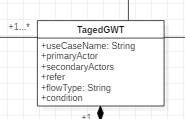 +1...*
TagedGWT
+useCaseName: String
+primaryActor
+secondaryActors
+refer
+flowType: String
+condition
+1